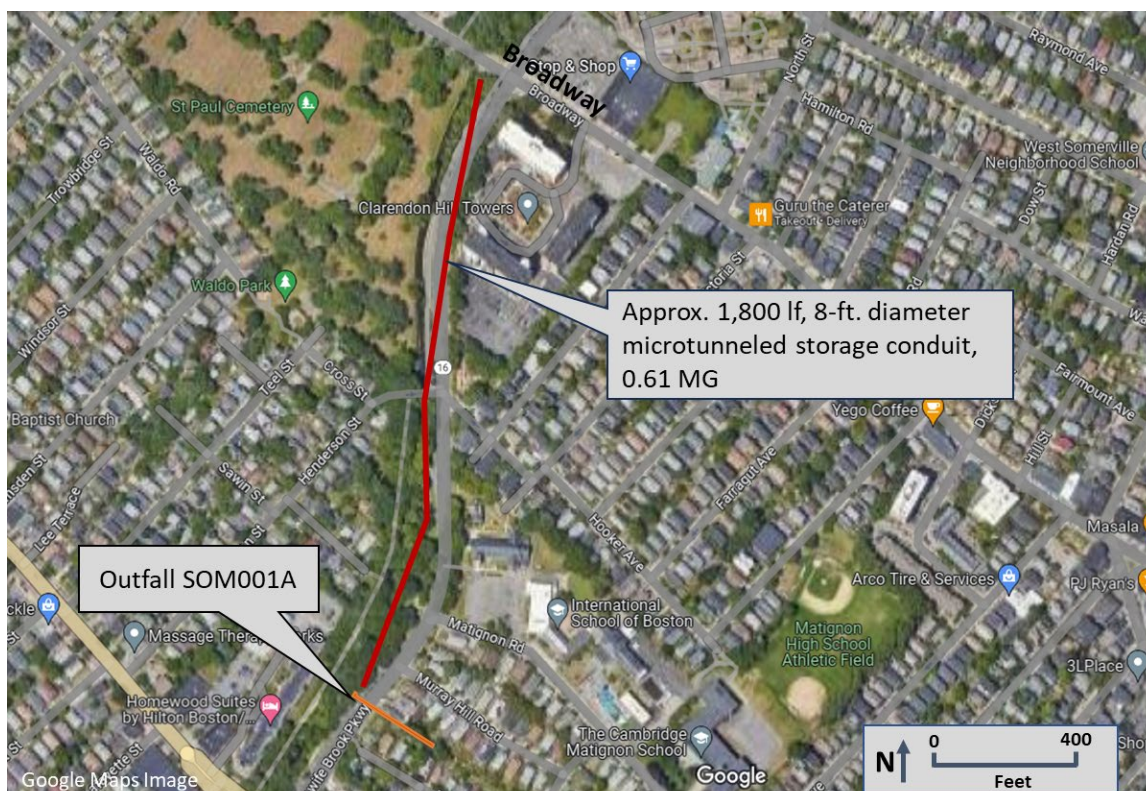 Broadway
Stop & Shop
Broadway
St Paul Cemetery
North St
Raymond Ave
Hamilton Rd
West Somerville
Neighborhood School
Trowbridge St
Waldo Rd
Clarendon Hill Towers
Guru the Caterer
Takeout • Delivery
Dow St
Hardan Rd
Waldo Park
Windsor St
Approx. 1,800 lf, 8-ft. diameter
microtunneled storage conduit,
0.61 MG
Teel St
Cross St
16
Fairmount Ave
Baptist Church
Henderson St
Yego Coffee
Hill St
Sawin St
Lee Terrace
Farragut Ave
Hooker Ave
Masala
Outfall SOM001A
Arco Tire & Services
PJ Ryan's
International
School of Boston
Matignon Rd
Matignon
High School
Athletic Field
3LPlace
Homewood Suites
by Hilton Boston/...
Murray Hill Road
The Cambridge
Matignon School
Google
Google Maps Image
N
0
400
Feet